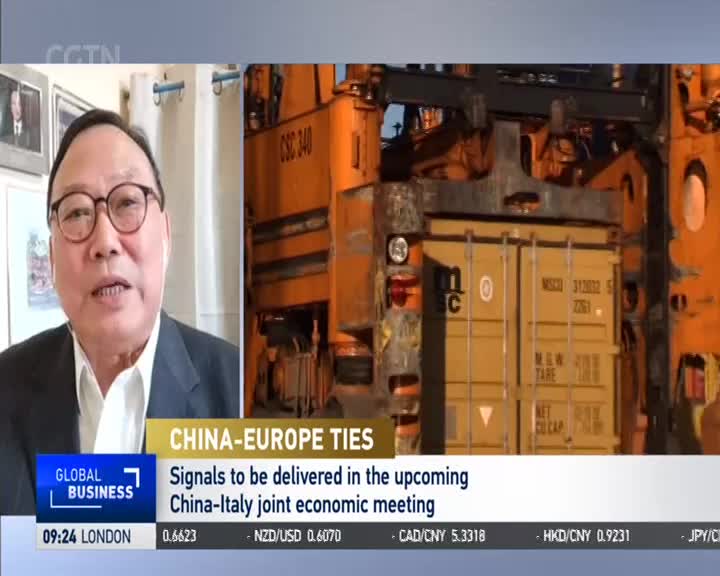 CGTN
CSC 340
m
sc
MSCU 312032 5
22G1
M.G.W.
TARE
NET
CU CAP.
CHINA-EUROPE TIES
Signals to be delivered in the upcoming
China-Italy joint economic meeting
GLOBAL
BUSINESS
09:24 LONDON
0.6623 - NZD/USD 0.6070 - CAD/CNY 5.3318 - HKD/CNY 0.9231 - JPY/C